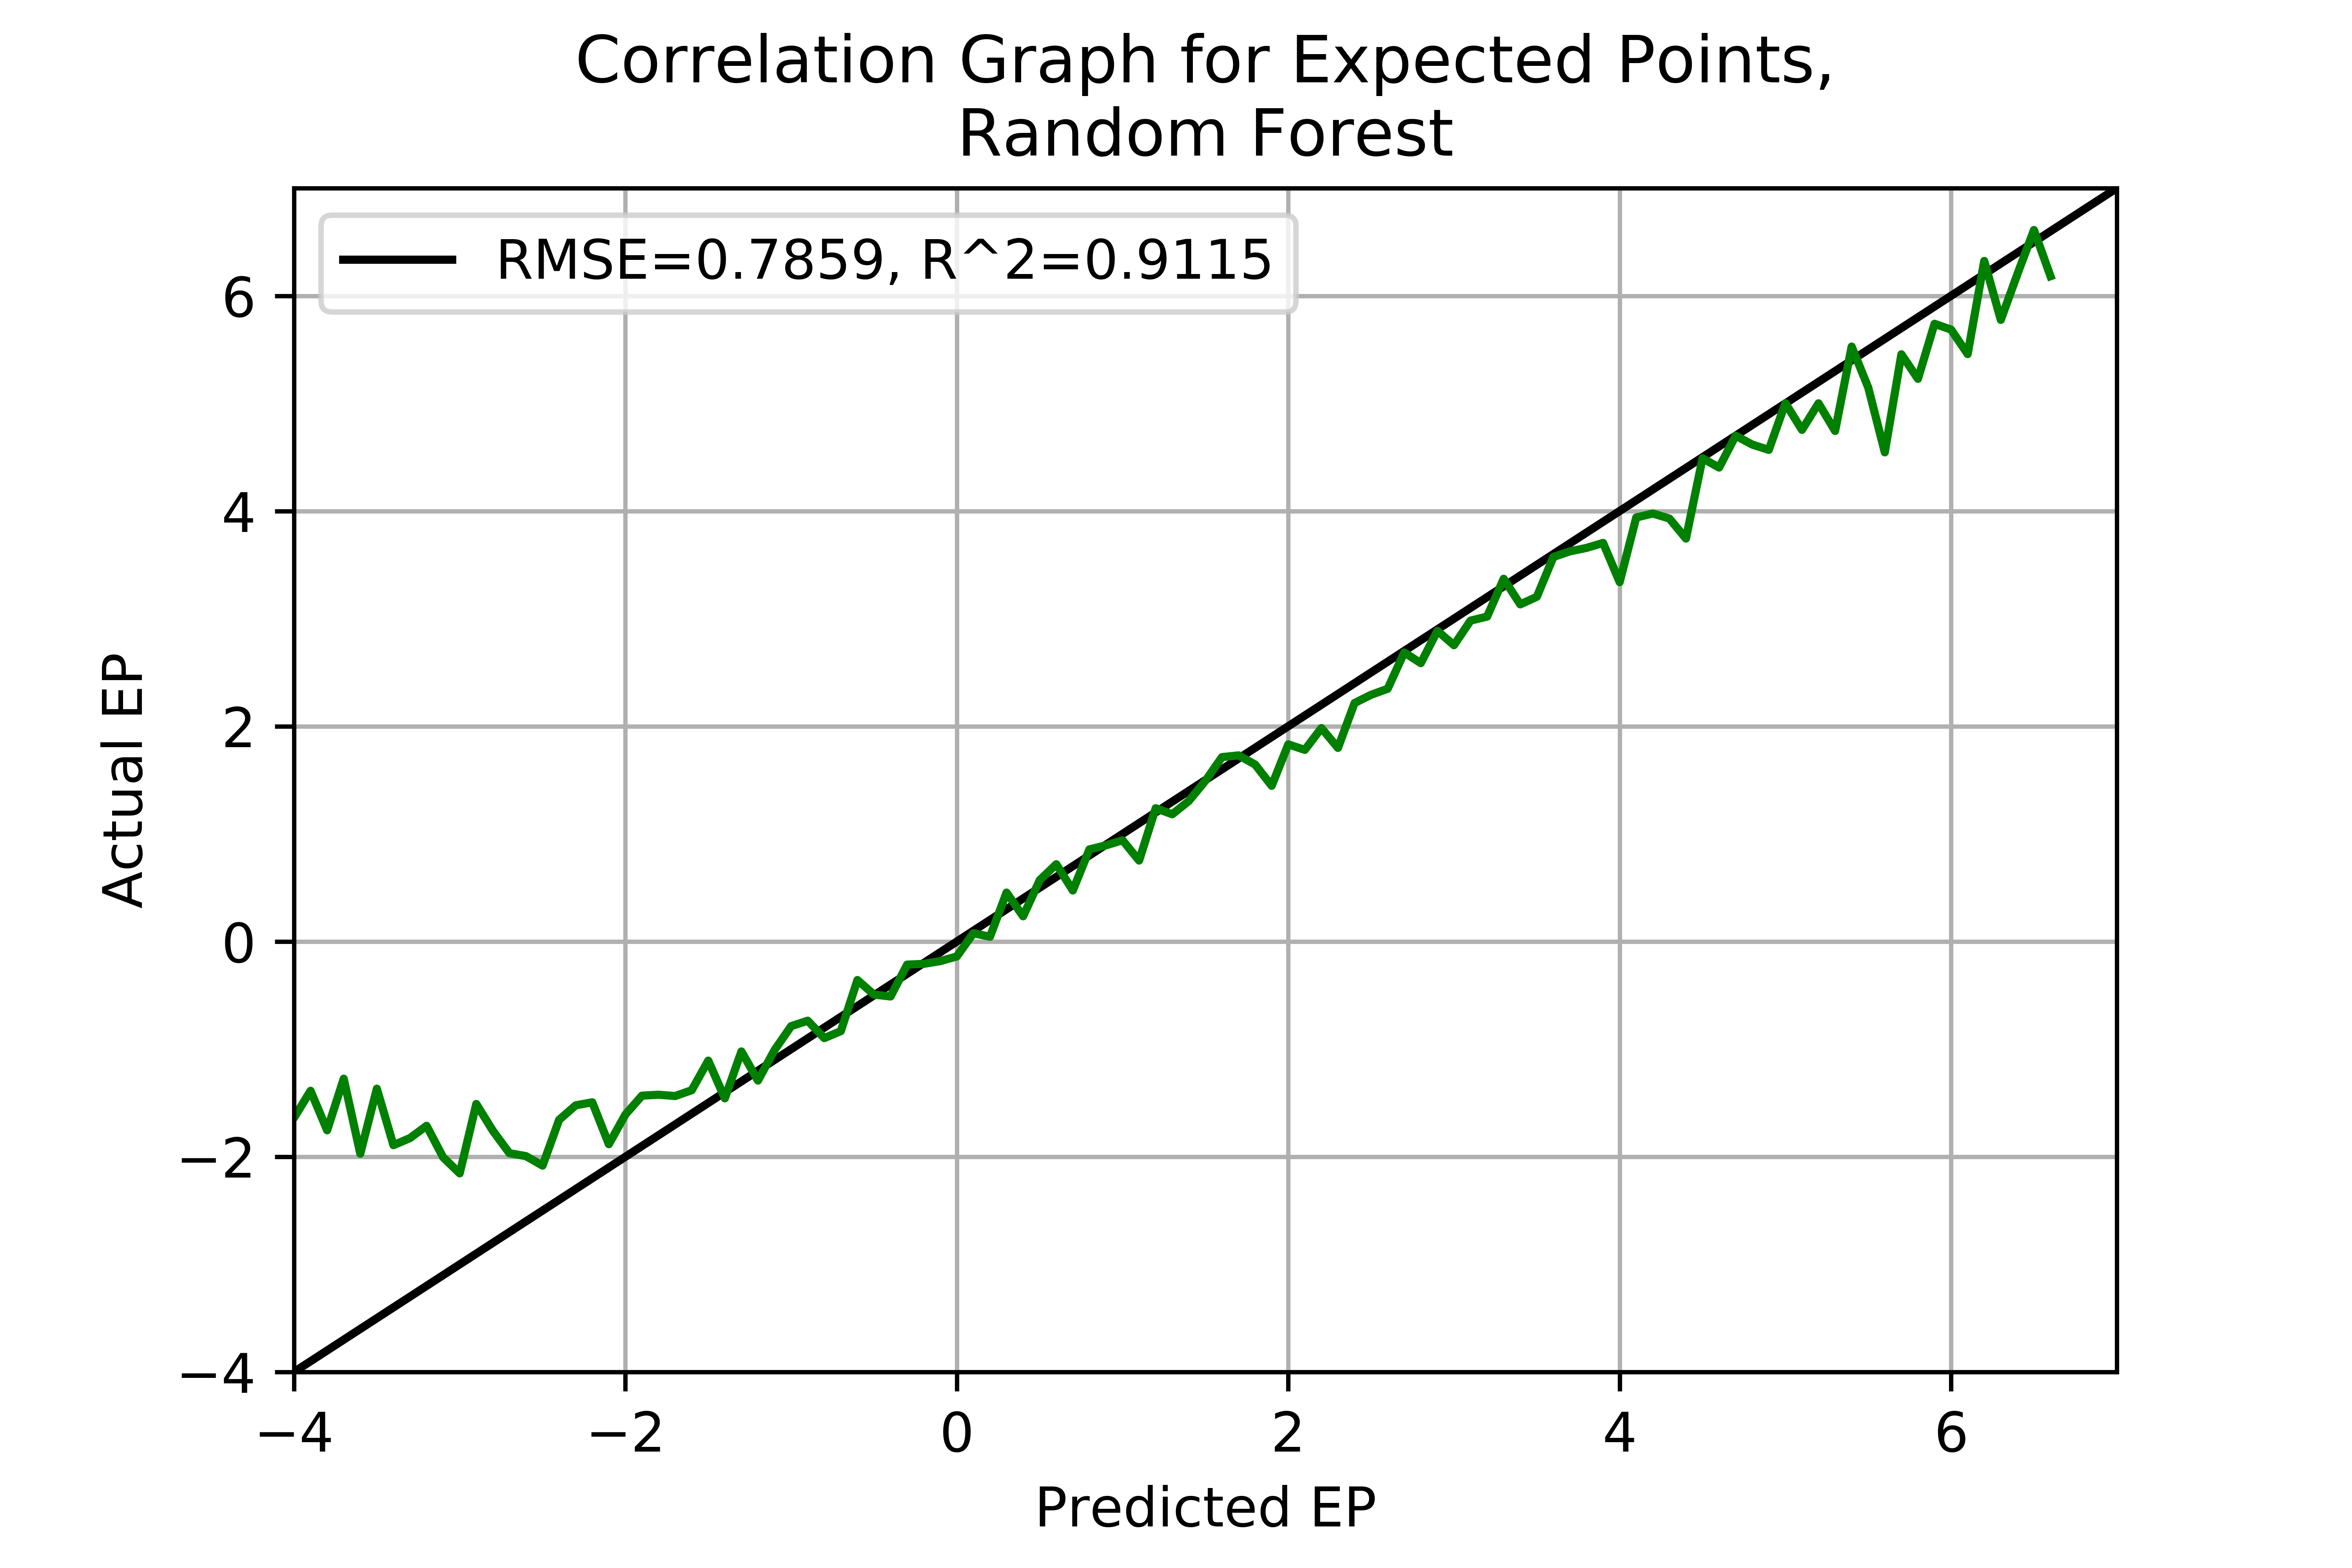 Correlation Graph for Expected Points,
Random Forest
RMSE=0.7859, R^2=0.9115
6
4
2
0
−2
−4
Actual EP
−4 −2 0 2 4 6
Predicted EP